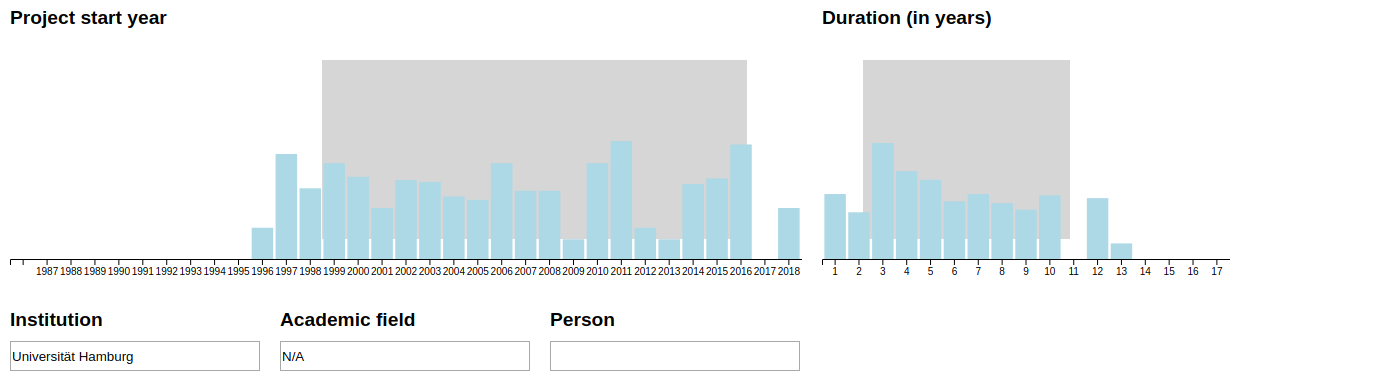 Project start year
Duration (in years)
1987 1988 1989 1990 1991 1992 1993 1994 1995 1996 1997 1998 1999 2000 2001 2002 2003 2004 2005 2006 2007 2008 2009 2010 2011 2012 2013 2014 2015 2016 2017 2018
1 2 3 4 5 6 7 8 9 10 11 12 13 14 15 16 17
Institution
Academic field
Person
Universität Hamburg
N/A